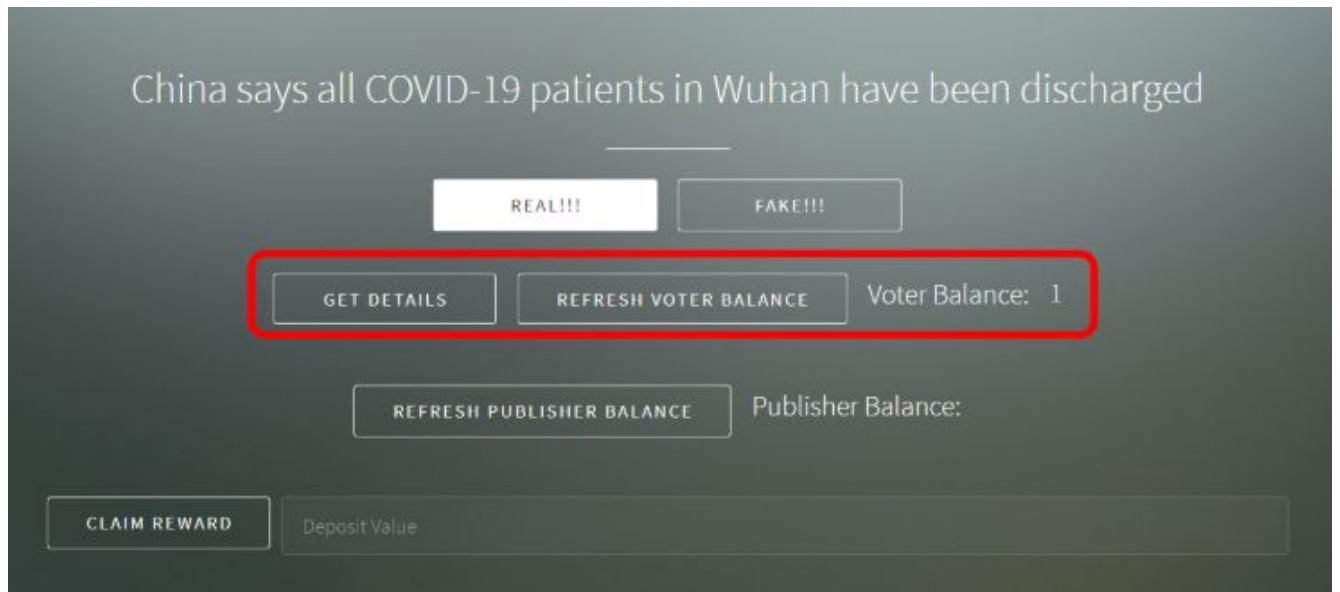 China says all COVID-19 patients in Wuhan have been discharged
REAL!!! FAKE!!!
GET DETAILS REFRESH VOTER BALANCE Voter Balance: 1
REFRESH PUBLISHER BALANCE Publisher Balance:
CLAIM REWARD Deposit Value